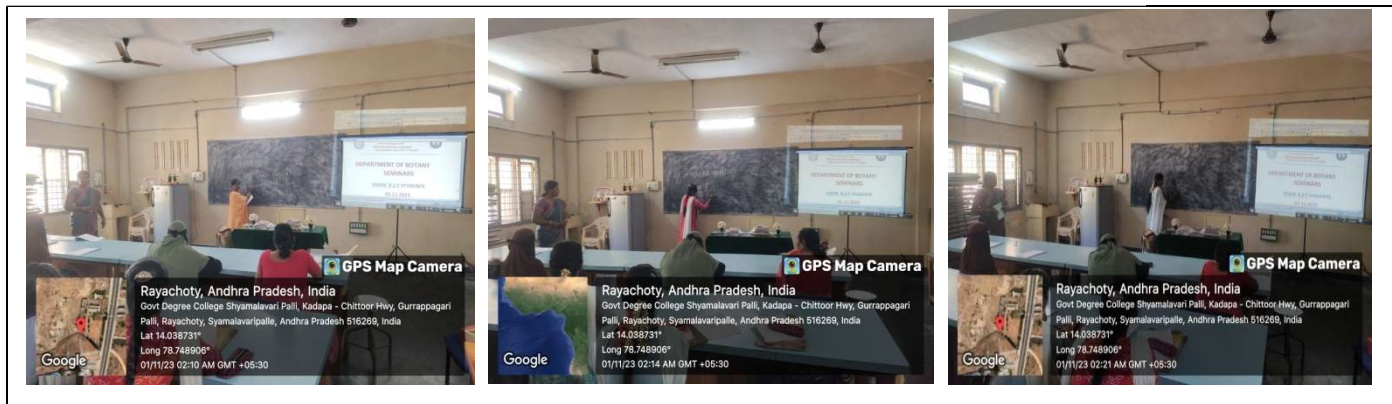 DEPARTMENT OF BOTANY
SEMINARS
01.11.2023
GPS Map Camera
Rayachoty, Andhra Pradesh, India
Govt Degree College Shyamalavari Palli, Kadapa - Chittoor Hwy, Gurrappagari
Palli, Rayachoty, Syamalavaripalle, Andhra Pradesh 516269, India
Lat 14.038731°
Long 78.748906°
01/11/23 02:10 AM GMT +05:30
Google
DEPARTMENT OF BOTANY
SEMINARS
GPS Map Camera
Rayachoty, Andhra Pradesh, India
Govt Degree College Shyamalavari Palli, Kadapa - Chittoor Hwy, Gurrappagari
Palli, Rayachoty, Syamalavaripalle, Andhra Pradesh 516269, India
Lat 14.038731°
Long 78.748906°
01/11/23 02:14 AM GMT +05:30
Google
DEPARTMENT OF BOTANY
SEMINARS
GPS Map Camera
Rayachoty, Andhra Pradesh, India
Govt Degree College Shyamalavari Palli, Kadapa - Chittoor Hwy, Gurrappagari
Palli, Rayachoty, Syamalavaripalle, Andhra Pradesh 516269, India
Lat 14.038731°
Long 78.748906°
01/11/23 02:21 AM GMT +05:30
Google